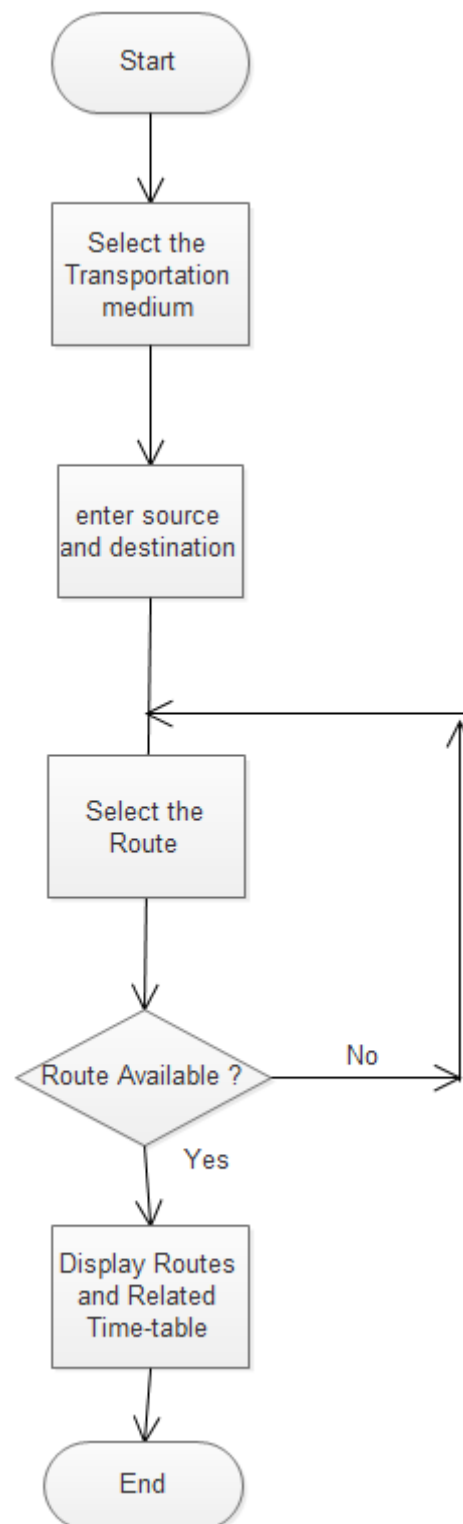 Start
Select the
Transportation
medium
enter source
and destination
Select the
Route
Route Available ?
No
Yes
Display Routes
and Related
Time-table
End